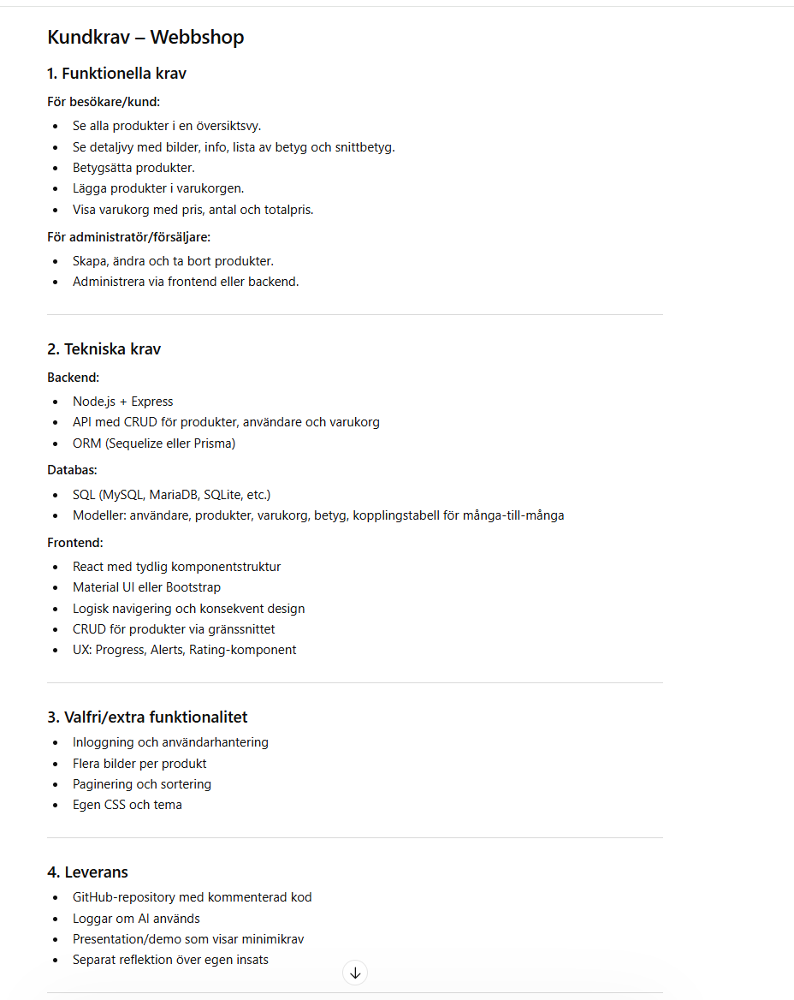 Kundkrav – Webbshop
1. Funktionella krav
För besökare/kund:
• Se alla produkter i en översiktsvy.
• Se detaljvy med bilder, info, lista av betyg och snittbetyg.
• Betygsätta produkter.
• Lägga produkter i varukorgen.
• Visa varukorg med pris, antal och totalpris.
För administratör/försäljare:
• Skapa, ändra och ta bort produkter.
• Administrera via frontend eller backend.
2. Tekniska krav
Backend:
• Node.js + Express
• API med CRUD för produkter, användare och varukorg
• ORM (Sequelize eller Prisma)
Databas:
• SQL (MySQL, MariaDB, SQLite, etc.)
• Modeller: användare, produkter, varukorg, betyg, kopplingstabell för många-till-många
Frontend:
• React med tydlig komponentstruktur
• Material UI eller Bootstrap
• Logisk navigering och konsekvent design
• CRUD för produkter via gränssnittet
• UX: Progress, Alerts, Rating-komponent
3. Valfri/extra funktionalitet
• Inloggning och användarhantering
• Flera bilder per produkt
• Paginering och sortering
• Egen CSS och tema
4. Leverans
• GitHub-repository med kommenterad kod
• Loggar om AI används
• Presentation/demo som visar minimikrav
• Separat reflektion över egen insats